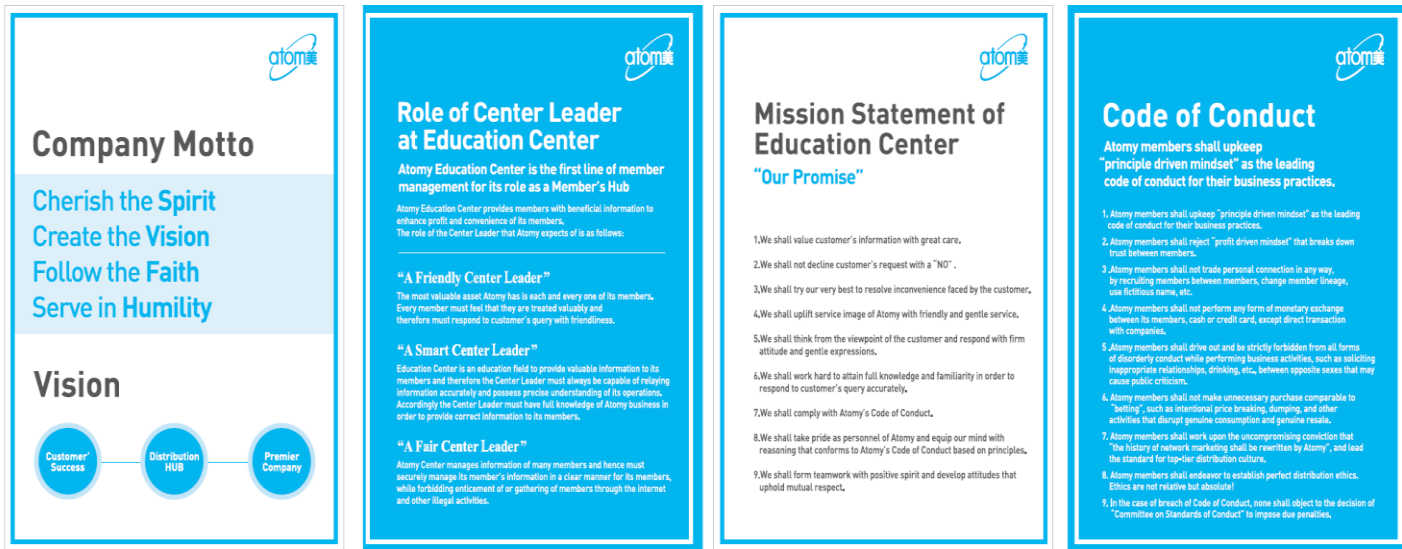 atom美
Company Motto
Cherish the Spirit
Create the Vision
Follow the Faith
Serve in Humility
Vision
Customer'
Success
Distribution
HUB
Premier
Company
atom美
Role of Center Leader
at Education Center
Atomy Education Center is the first line of member
management for its role as a Member's Hub
Atomy Education Center provides members with beneficial information to
enhance profit and convenience of its members.
The role of the Center Leader that Atomy expects of is as follows:
"A Friendly Center Leader"
The most valuable asset Atomy has is each and every one of its members.
Every member must feel that they are treated valuably and
therefore must respond to customer's query with friendliness.
"A Smart Center Leader"
Education Center is an education field to provide valuable information to its
members and therefore the Center Leader must always be capable of relaying
information accurately and possess precise understanding of its operations.
Accordingly the Center Leader must have full knowledge of Atomy business in
order to provide correct information to its members.
"A Fair Center Leader"
Atomy Center manages information of many members and hence must
securely manage its member's information in a clear manner for its members,
while forbidding enticement of or gathering of members through the internet
and other illegal activities.
atom美
Mission Statement of
Education Center
"Our Promise"
1.We shall value customer's information with great care.
2.We shall not decline customer's request with a "NO" .
3.We shall try our very best to resolve inconvenience faced by the customer.
4.We shall uplift service image of Atomy with friendly and gentle service.
5.We shall think from the viewpoint of the customer and respond with firm
attitude and gentle expressions.
6.We shall work hard to attain full knowledge and familiarity in order to
respond to customer's query accurately.
7.We shall comply with Atomy's Code of Conduct.
8.We shall take pride as personnel of Atomy and equip our mind with
reasoning that conforms to Atomy's Code of Conduct based on principles.
9.We shall form teamwork with positive spirit and develop attitudes that
uphold mutual respect.
atom美
Code of Conduct
Atomy members shall upkeep
"principle driven mindset" as the leading
code of conduct for their business practices.
1. Atomy members shall upkeep "principle driven mindset" as the leading
code of conduct for their business practices.
2. Atomy members shall reject "profit driven mindset" that breaks down
trust between members.
3 .Atomy members shall not trade personal connection in any way,
by recruiting members between members, change member lineage,
use fictitious name, etc.
4 .Atomy members shall not perform any form of monetary exchange
between its members, cash or credit card, except direct transaction
with companies.
5 .Atomy members shall drive out and be strictly forbidden from all forms
of disorderly conduct while performing business activities, such as soliciting
inappropriate relationships, drinking, etc., between opposite sexes that may
cause public criticism.
6. Atomy members shall not make unnecessary purchase comparable to
"betting", such as intentional price breaking, dumping, and other
activities that disrupt genuine consumption and genuine resale.
7. Atomy members shall work upon the uncompromising conviction that
"the history of network marketing shall be rewritten by Atomy", and lead
the standard for top-tier distribution culture.
8. Atomy members shall endeavor to establish perfect distribution ethics.
Ethics are not relative but absolute!
9. In the case of breach of Code of Conduct, none shall object to the decision of
"Committee on Standards of Conduct" to impose due penalties.